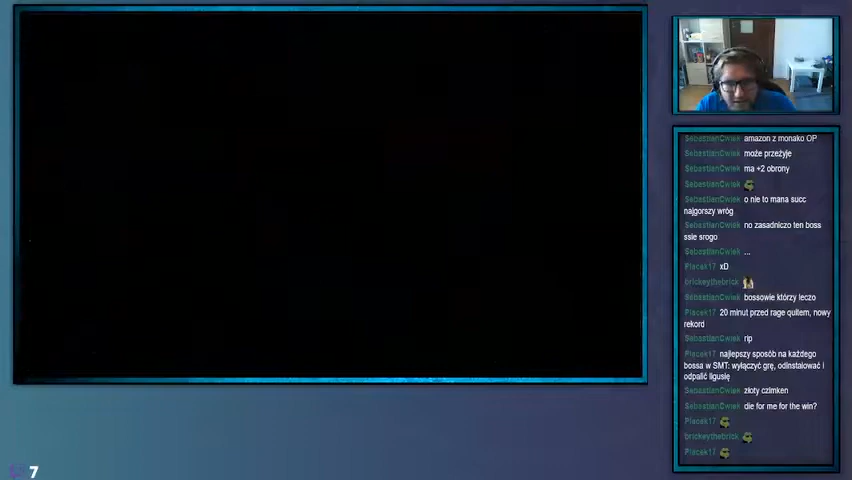 SebastianCwiek amazon z monako OP
SebastianCwiek może przeżyje
SebastianCwiek ma +2 obrony
SebastianCwiek
SebastianCwiek o nie to mana succ
najgorszy wróg
SebastianCwiek no zasadniczo ten boss
ssie srogo
SebastianCwiek ...
Placek17 xD
brickeythebrick
SebastianCwiek bossowie którzy leczo
Placek17 20 minut przed rage quitem, nowy
rekord
SebastianCwiek rip
Placek17 najlepszy sposób na każdego
bossa w SMT: wyłączyć grę, odinstalować i
odpalić ligusię
SebastianCwiek złoty czimken
SebastianCwiek die for me for the win?
Placek17
brickeythebrick
Placek17
7